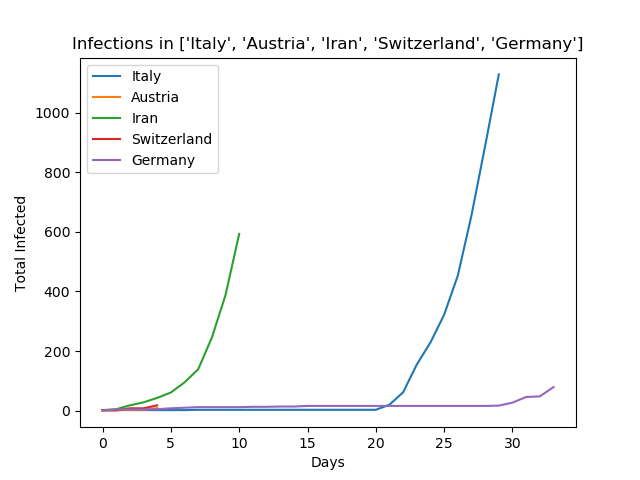 Infections in ['Italy', 'Austria', 'Iran', 'Switzerland', 'Germany']
Italy
Austria
Iran
Switzerland
Germany
Total Infected
1000
800
600
400
200
0
0 5 10 15 20 25 30
Days